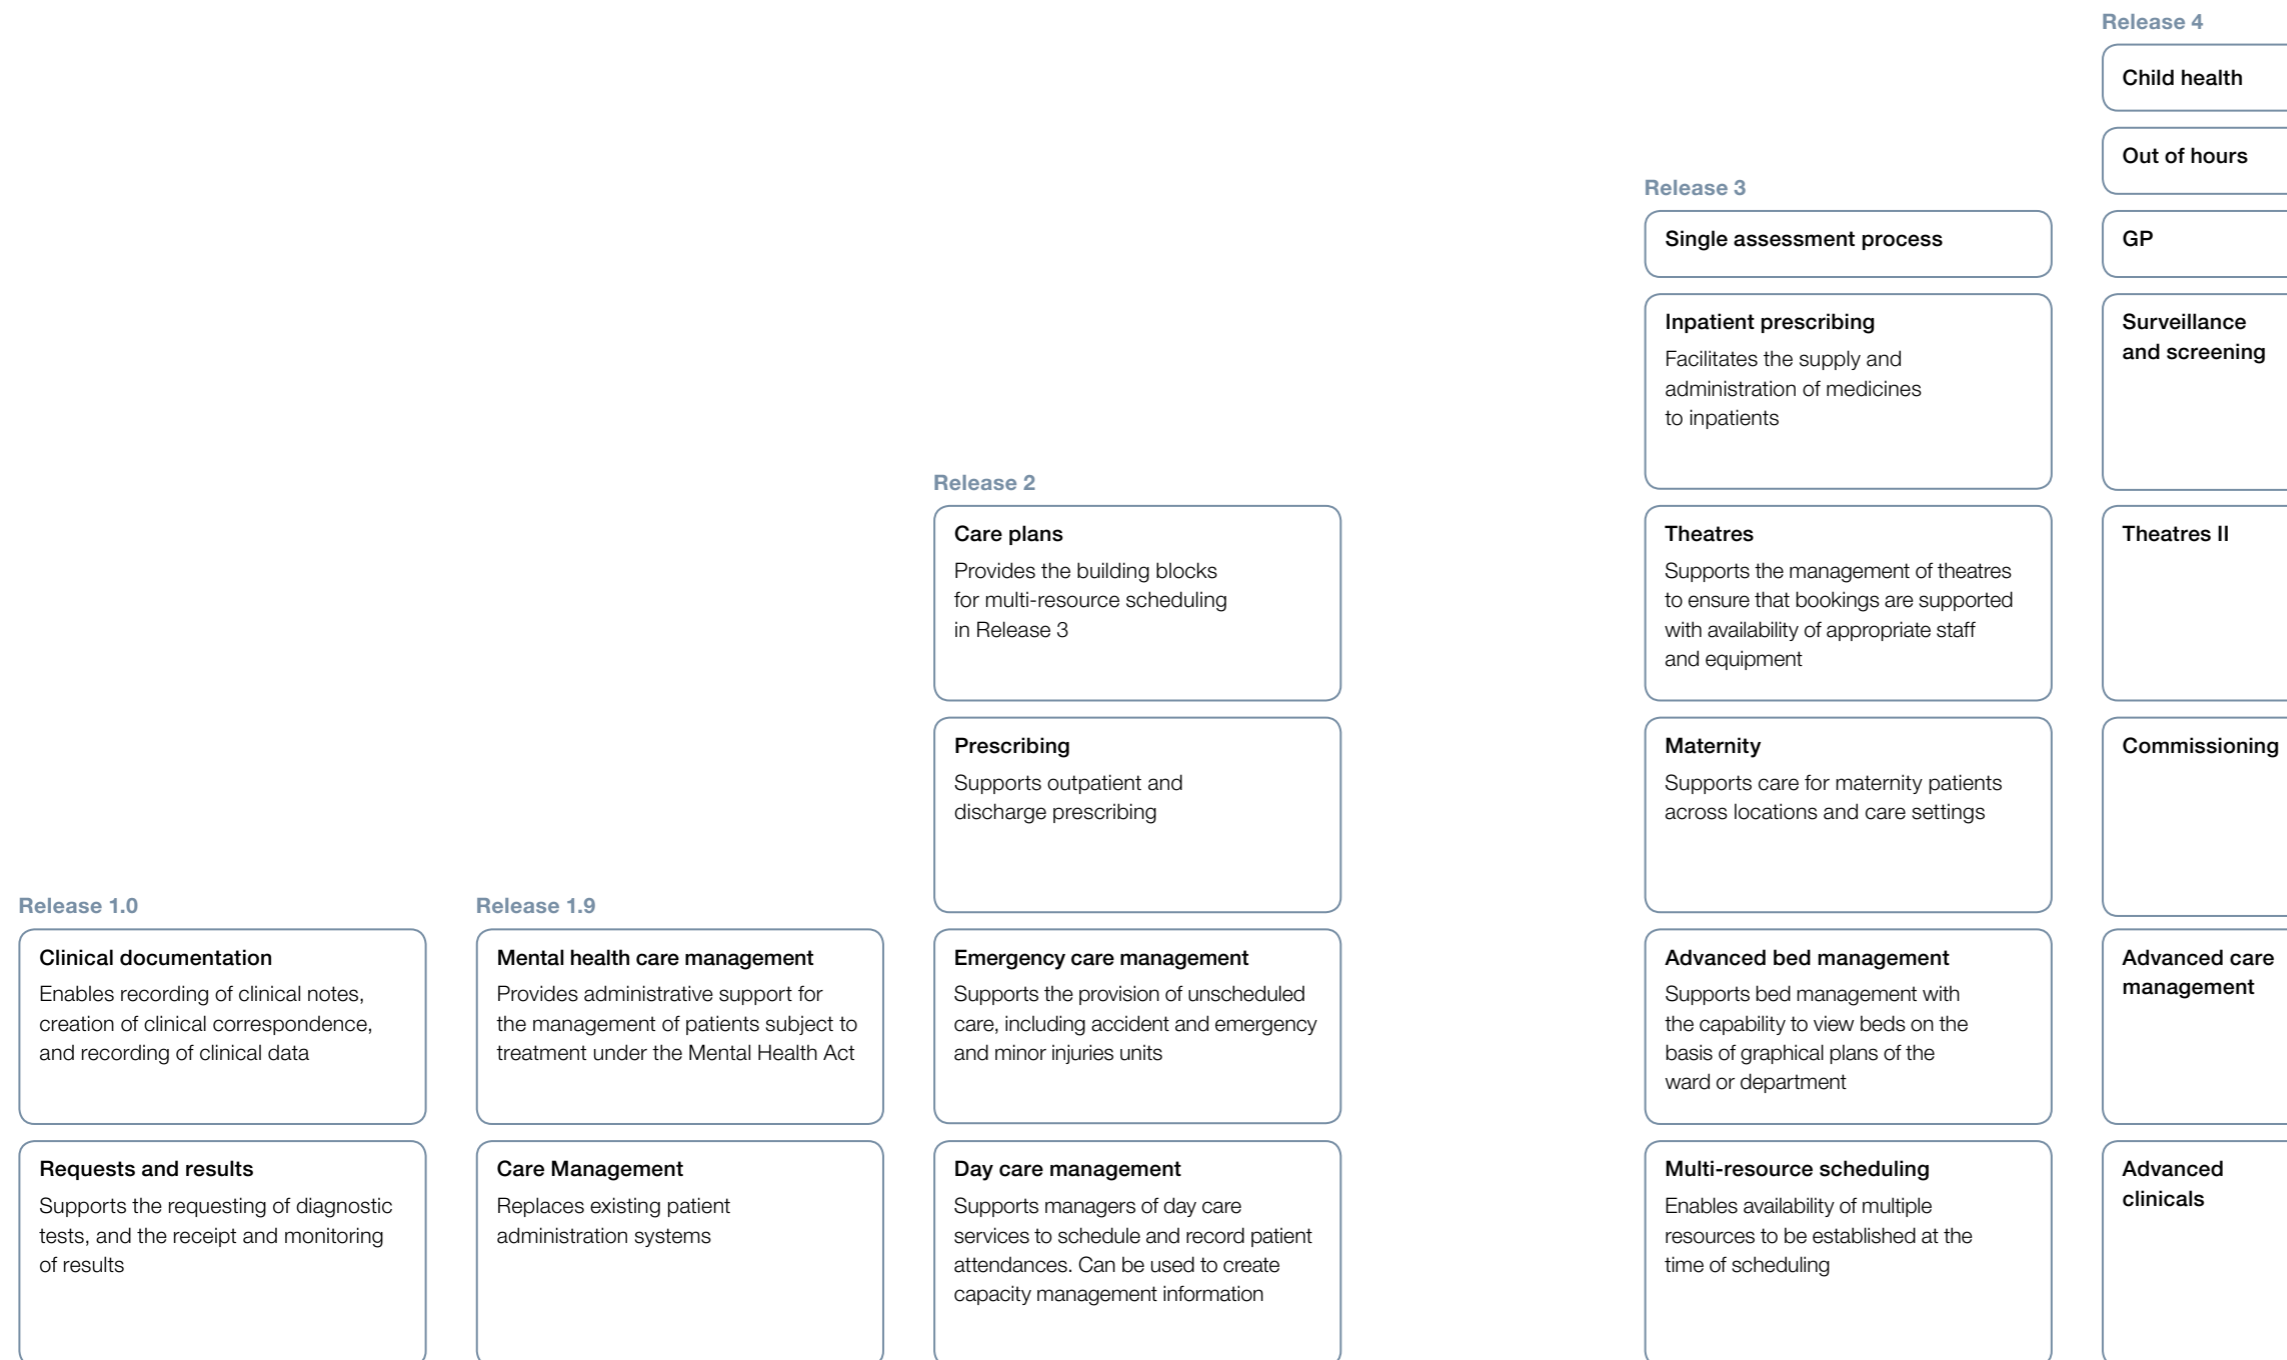 Release 1.0
Clinical documentation
Enables recording of clinical notes,
creation of clinical correspondence,
and recording of clinical data
Requests and results
Supports the requesting of diagnostic
tests, and the receipt and monitoring
of results
Release 1.9
Mental health care management
Provides administrative support for
the management of patients subject to
treatment under the Mental Health Act
Care Management
Replaces existing patient
administration systems
Release 2
Care plans
Provides the building blocks
for multi-resource scheduling
in Release 3
Prescribing
Supports outpatient and
discharge prescribing
Emergency care management
Supports the provision of unscheduled
care, including accident and emergency
and minor injuries units
Day care management
Supports managers of day care
services to schedule and record patient
attendances. Can be used to create
capacity management information
Release 3
Single assessment process
Inpatient prescribing
Facilitates the supply and
administration of medicines
to inpatients
Theatres
Supports the management of theatres
to ensure that bookings are supported
with availability of appropriate staff
and equipment
Maternity
Supports care for maternity patients
across locations and care settings
Advanced bed management
Supports bed management with
the capability to view beds on the
basis of graphical plans of the
ward or department
Multi-resource scheduling
Enables availability of multiple
resources to be established at the
time of scheduling
Release 4
Child health
Out of hours
GP
Surveillance
and screening
Theatres II
Commissioning
Advanced care
management
Advanced
clinicals